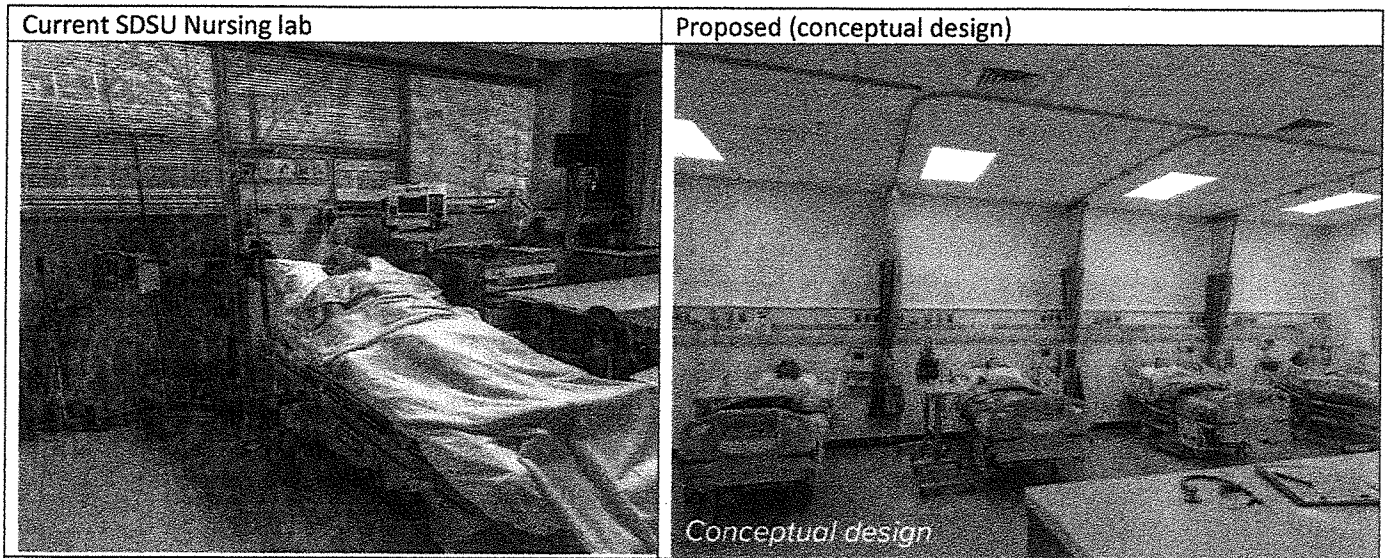 Current SDSU Nursing lab
Proposed (conceptual design)
Conceptual design